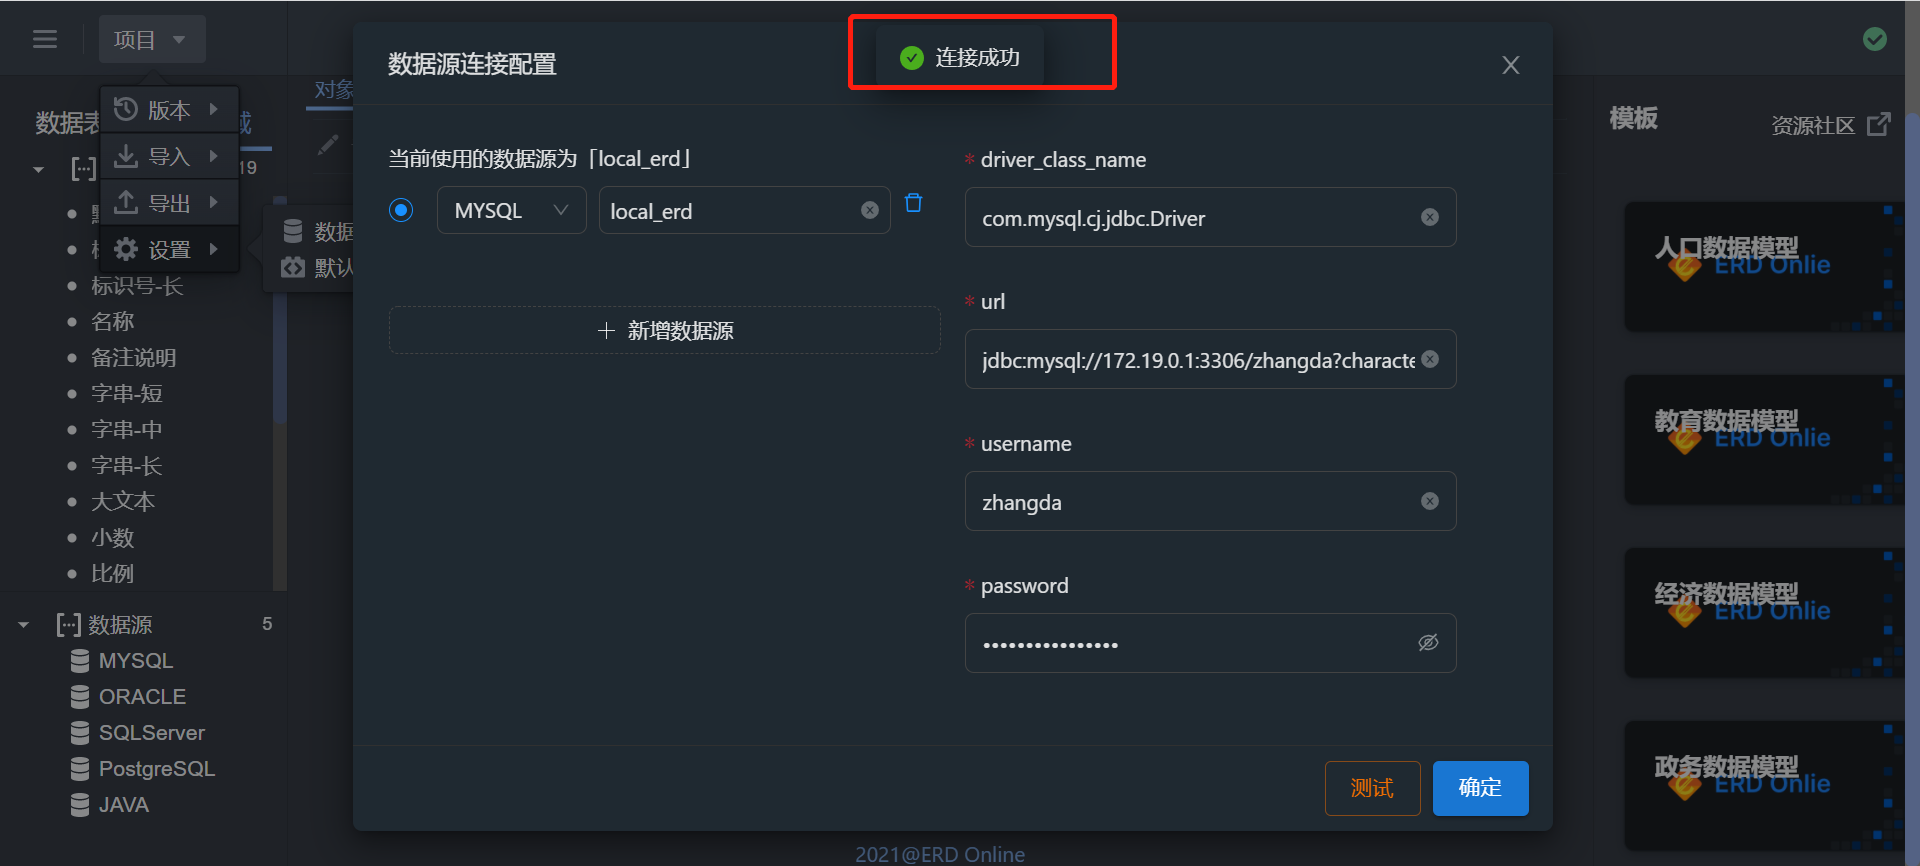 项目
版本
导入
导出
设置
数据表
域
19
标识号-长
名称
备注说明
字串-短
字串-中
字串-长
大文本
小数
比例
数据源 5
MYSQL
ORACLE
SQLServer
PostgreSQL
JAVA
对象
数据
默认
数据源连接配置
连接成功
当前使用的数据源为「local_erd」
MYSQL
local_erd
新增数据源
* driver_class_name
com.mysql.cj.jdbc.Driver
* url
jdbc:mysql://172.19.0.1:3306/zhangda?characte
* username
zhangda
* password
••••••••••••••••
测试
确定
2021@ERD Online
模板
资源社区
人口数据模型
ERD Onlie
教育数据模型
ERD Onlie
经济数据模型
ERD Onlie
政务数据模型
ERD Onlie